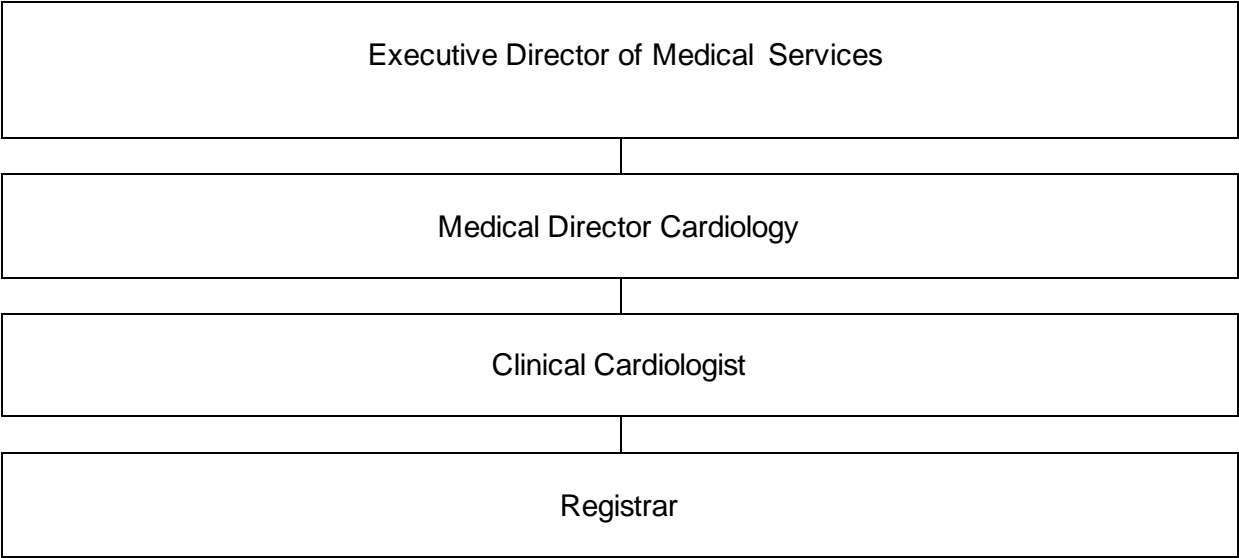 Executive Director of Medical Services
Medical Director Cardiology
Clinical Cardiologist
Registrar